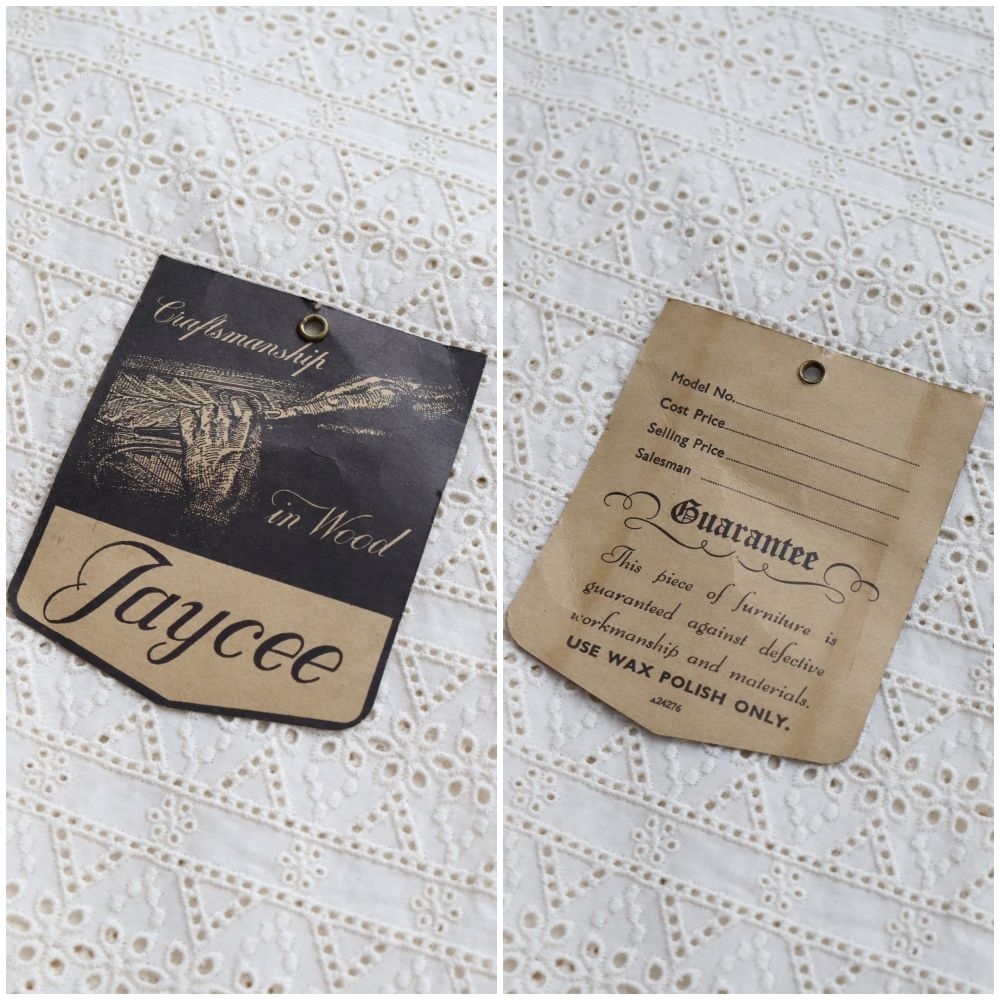 Craftsmanship
in Wood
Jaycee
Model No.
Cost Price
Selling Price
Salesman
Guarantee
This piece of furniture is
guaranteed against defective
workmanship and materials.
USE WAX POLISH ONLY.
A24276